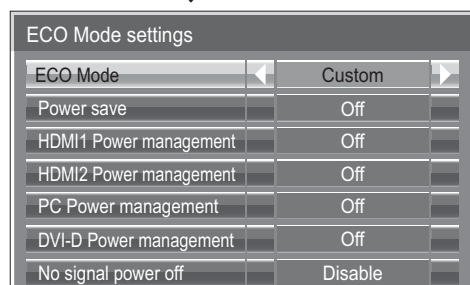 ECO Mode settings
ECO Mode Custom
Power save Off
HDMI1 Power management Off
HDMI2 Power management Off
PC Power management Off
DVI-D Power management Off
No signal power off Disable